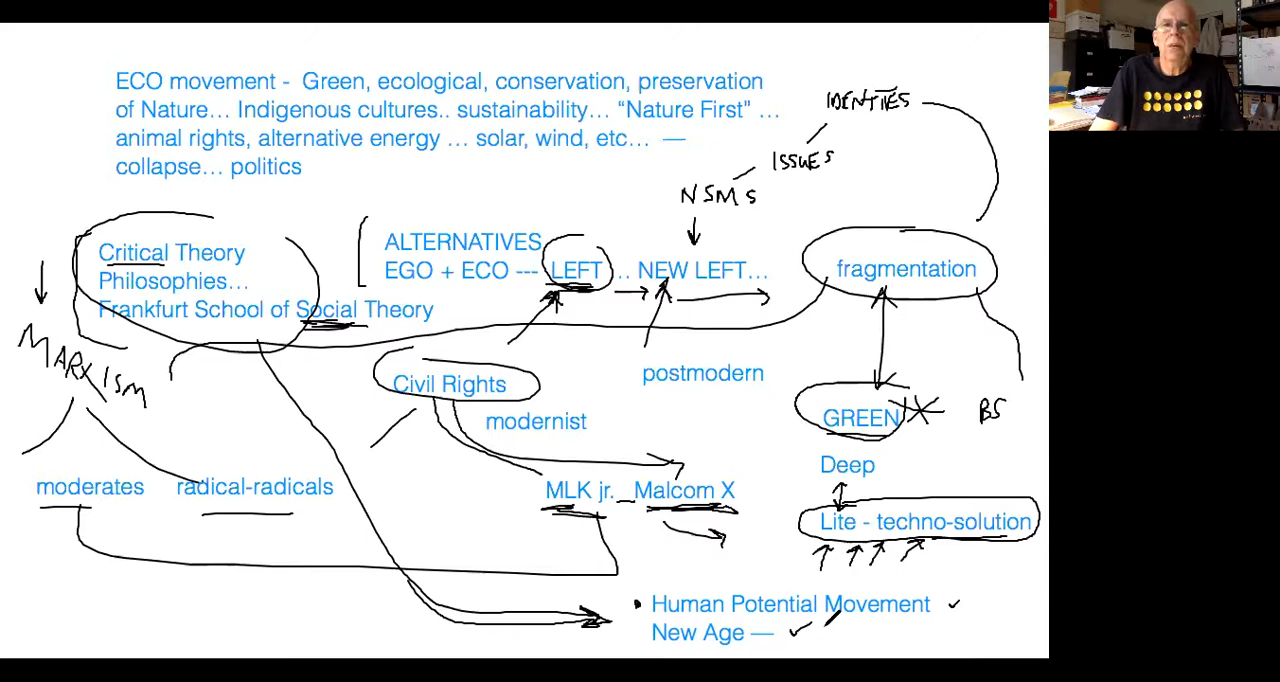 ECO movement - Green, ecological, conservation, preservation
of Nature… Indigenous cultures.. sustainability… “Nature First” …
animal rights, alternative energy … solar, wind, etc… —
collapse… politics
IDENTIES
ISSUES
NSMS
Critical Theory
Philosophies…
Frankfurt School of Social Theory
ALTERNATIVES
EGO + ECO --- LEFT .. NEW LEFT…
fragmentation
MARXISM
Civil Rights
postmodern
modernist
GREEN
BS
Deep
moderates
radical-radicals
MLK jr.
Malcom X
Lite - techno-solution
• Human Potential Movement
New Age —